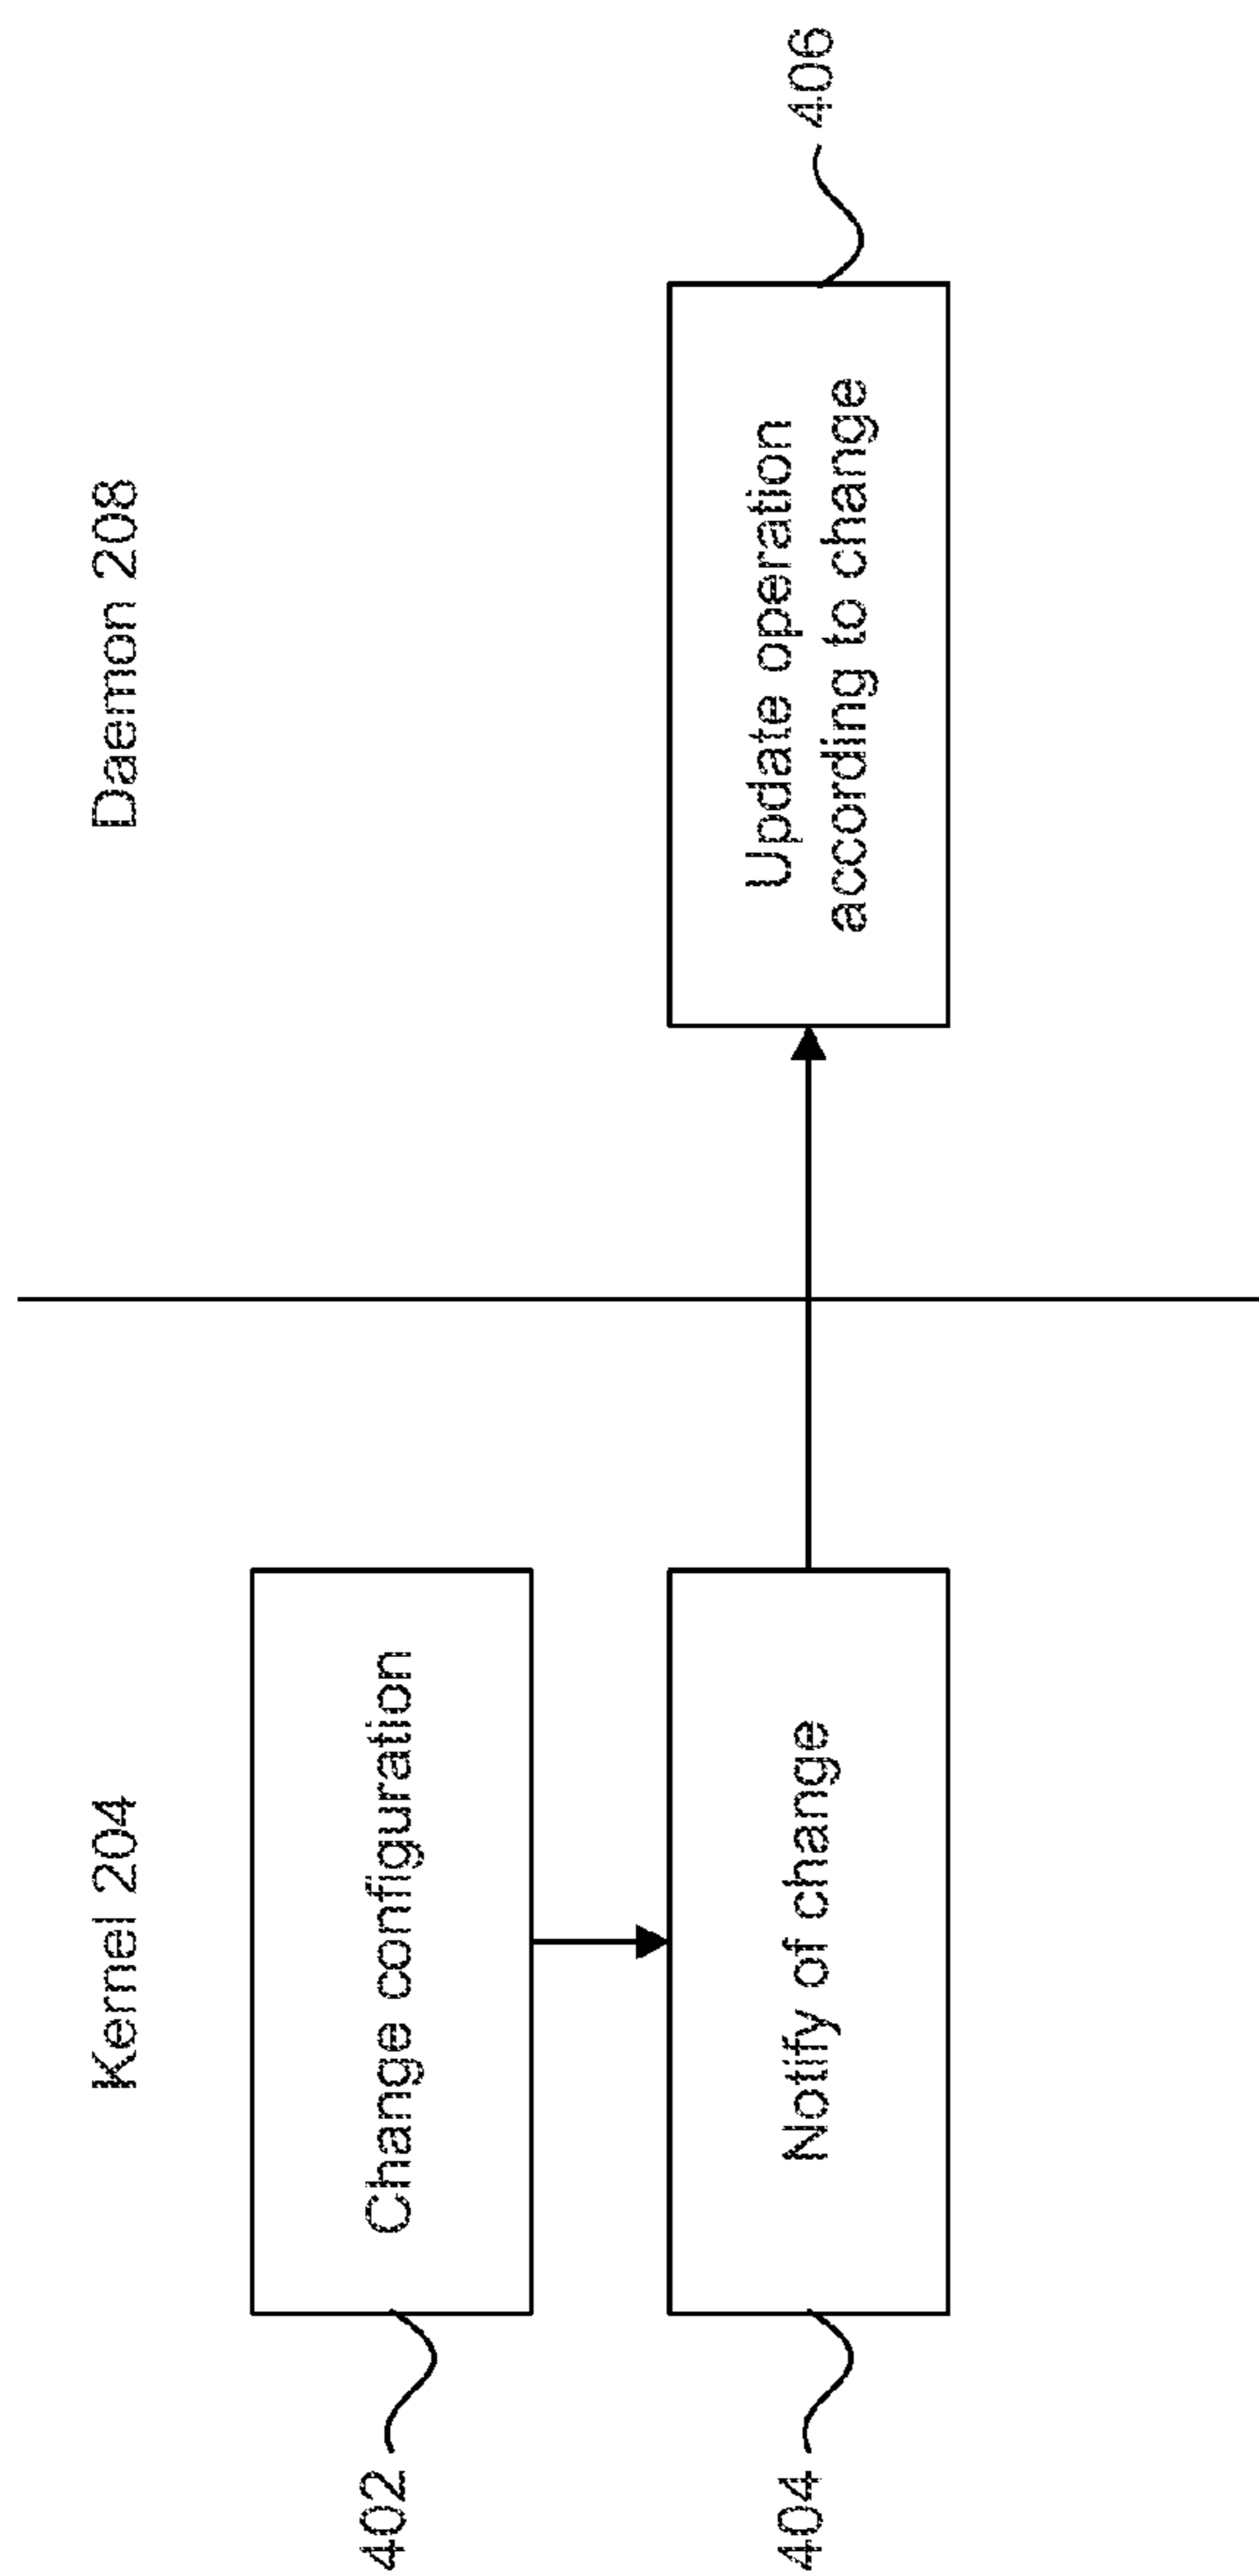 Kernel 204
Daemon 208
402
Change configuration
404
Notify of change
Update operation
according to change
406